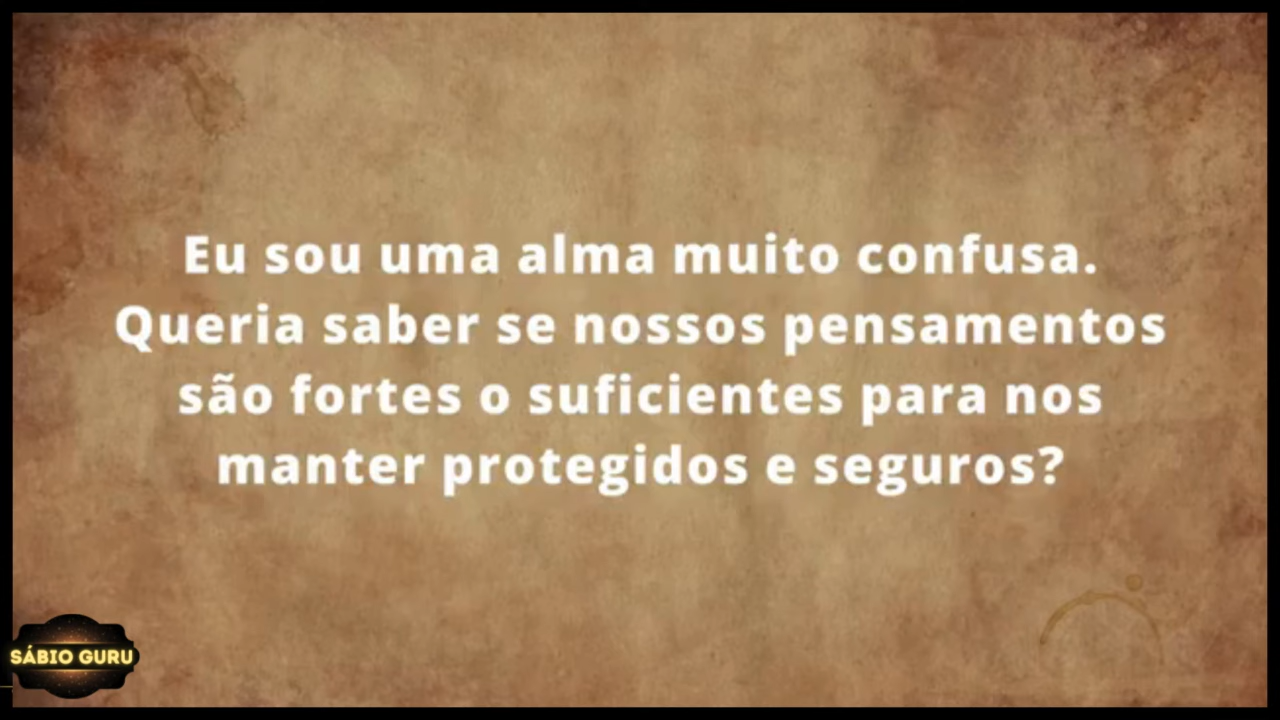 Eu sou uma alma muito confusa.
Queria saber se nossos pensamentos
são fortes o suficientes para nos
manter protegidos e seguros?
SÁBIO GURU